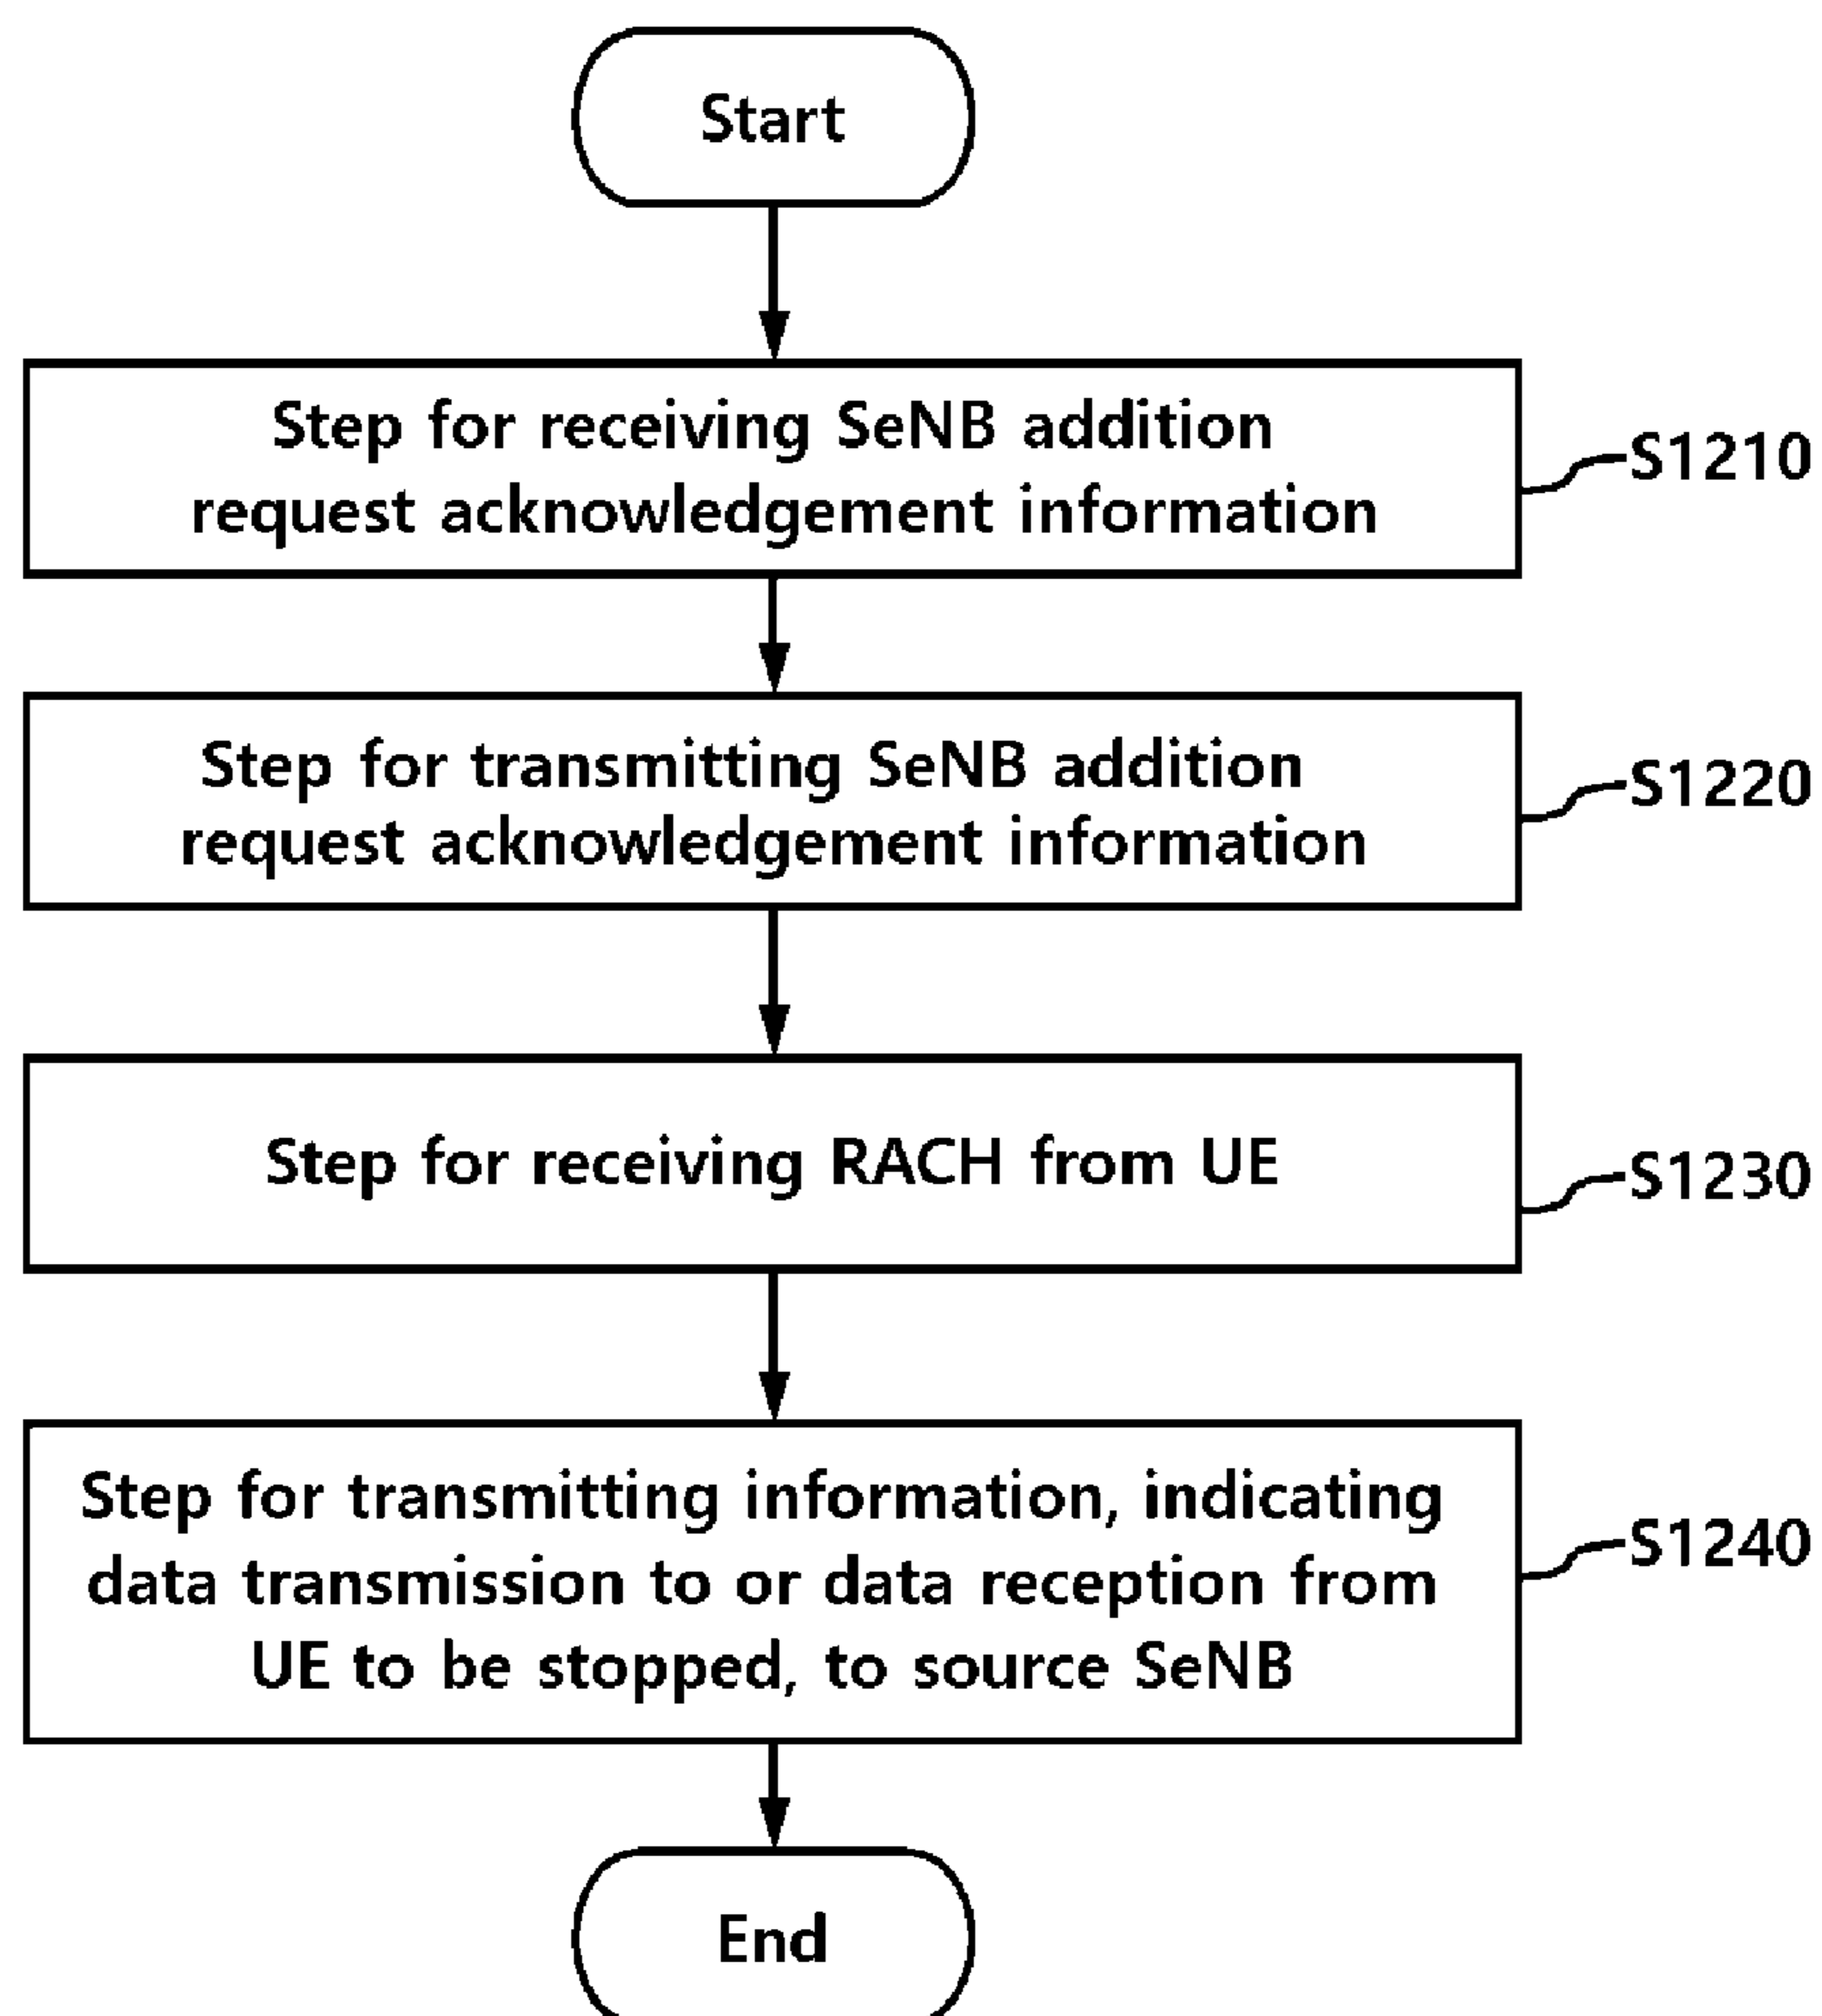 Start
Step for receiving SeNB addition
request acknowledgement information
S1210
Step for transmitting SeNB addition
request acknowledgement information
S1220
Step for receiving RACH from UE
S1230
Step for transmitting information, indicating
data transmission to or data reception from
UE to be stopped, to source SeNB
S1240
End